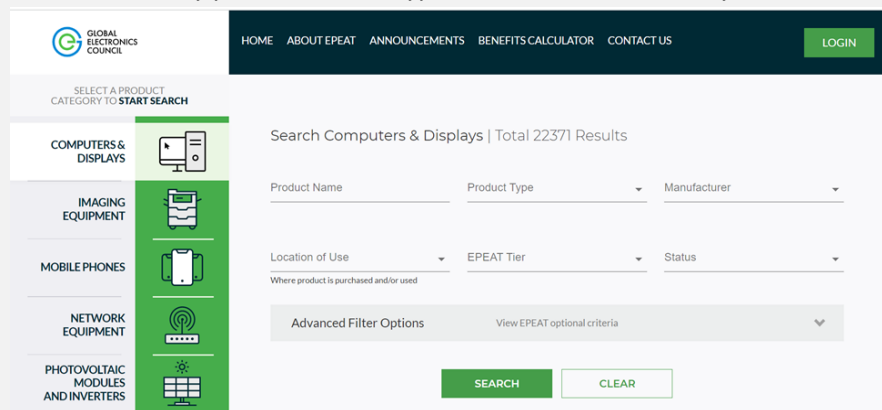 GLOBAL
ELECTRONICS
COUNCIL
HOME ABOUT EPEAT ANNOUNCEMENTS BENEFITS CALCULATOR CONTACT US
LOGIN
SELECT A PRODUCT
CATEGORY TO START SEARCH
COMPUTERS &
DISPLAYS
IMAGING
EQUIPMENT
MOBILE PHONES
NETWORK
EQUIPMENT
PHOTOVOLTAIC
MODULES
AND INVERTERS
Search Computers & Displays | Total 22371 Results
Product Name Product Type Manufacturer
Location of Use EPEAT Tier Status
Where product is purchased and/or used
Advanced Filter Options View EPEAT optional criteria
SEARCH CLEAR